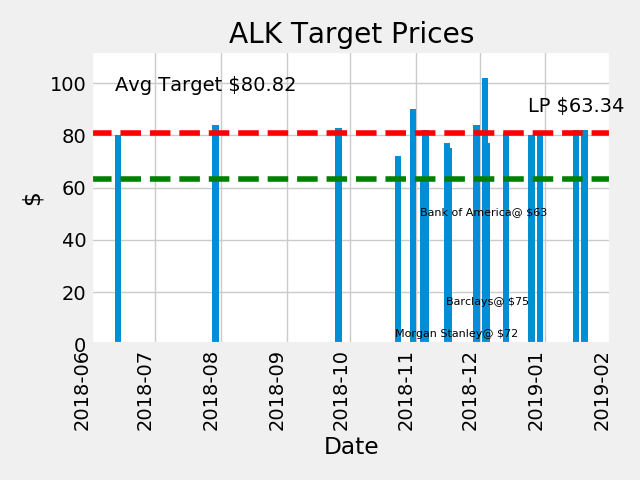 ALK Target Prices
Avg Target $80.82
LP $63.34
Bank of America@ $63
Barclays@ $75
Morgan Stanley@ $72
$
100
80
60
40
20
0
2018-06
2018-07
2018-08
2018-09
2018-10
2018-11
2018-12
2019-01
2019-02
Date